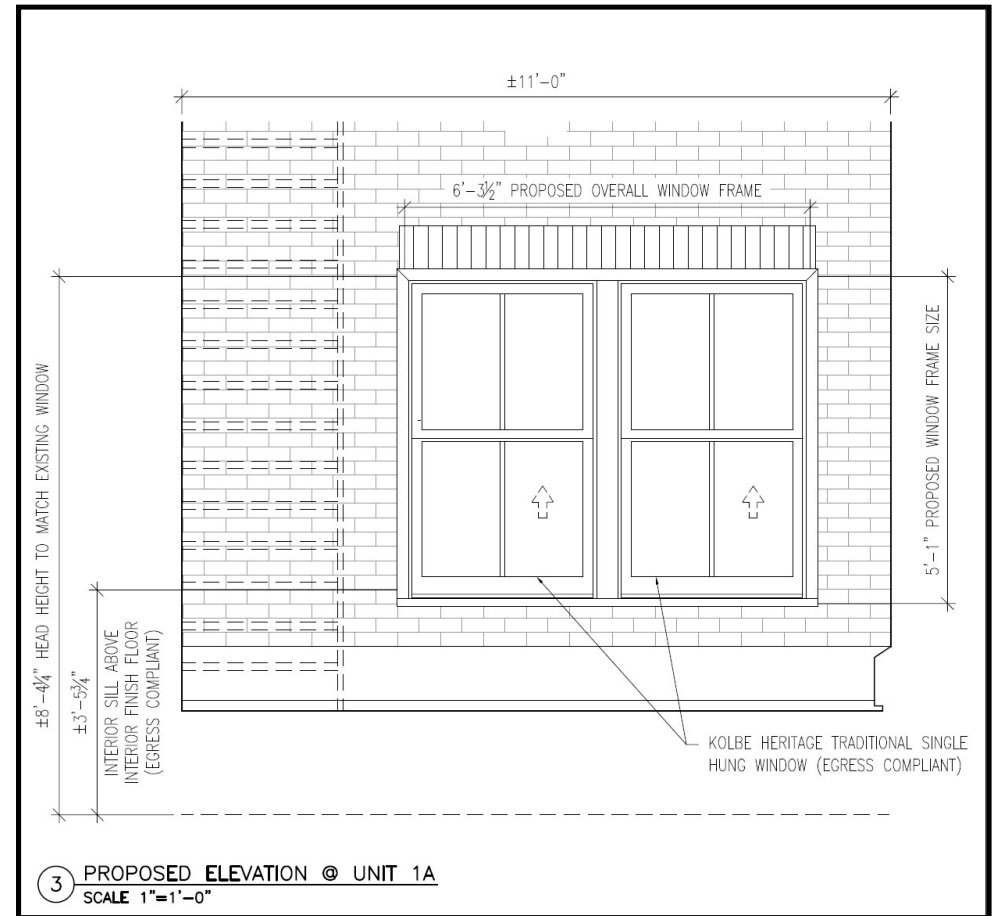 ±11'-0"
6'-3½" PROPOSED OVERALL WINDOW FRAME
±8'-4¼" HEAD HEIGHT TO MATCH EXISTING WINDOW
±3'-5¾"
INTERIOR SILL ABOVE
INTERIOR FINISH FLOOR
(EGRESS COMPLIANT)
5'-1" PROPOSED WINDOW FRAME SIZE
KOLBE HERITAGE TRADITIONAL SINGLE
HUNG WINDOW (EGRESS COMPLIANT)
3 PROPOSED ELEVATION @ UNIT 1A
SCALE 1"=1'-0"